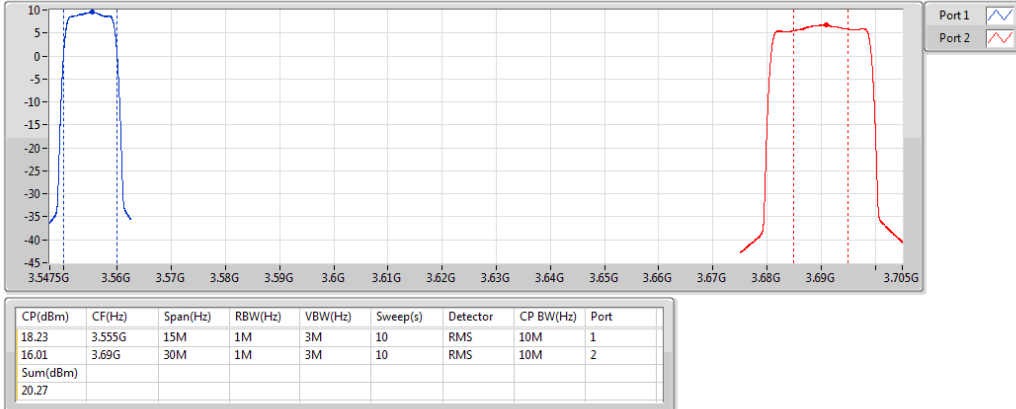 10
5
0
-5
-10
-15
-20
-25
-30
-35
-40
-45
3.5475G 3.56G 3.57G 3.58G 3.59G 3.6G 3.61G 3.62G 3.63G 3.64G 3.65G 3.66G 3.67G 3.68G 3.69G 3.705G
Port 1
Port 2
CP(dBm) CF(Hz) Span(Hz) RBW(Hz) VBW(Hz) Sweep(s) Detector CP BW(Hz) Port
18.23 3.555G 15M 1M 3M 10 RMS 10M 1
16.01 3.69G 30M 1M 3M 10 RMS 10M 2
Sum(dBm)
20.27